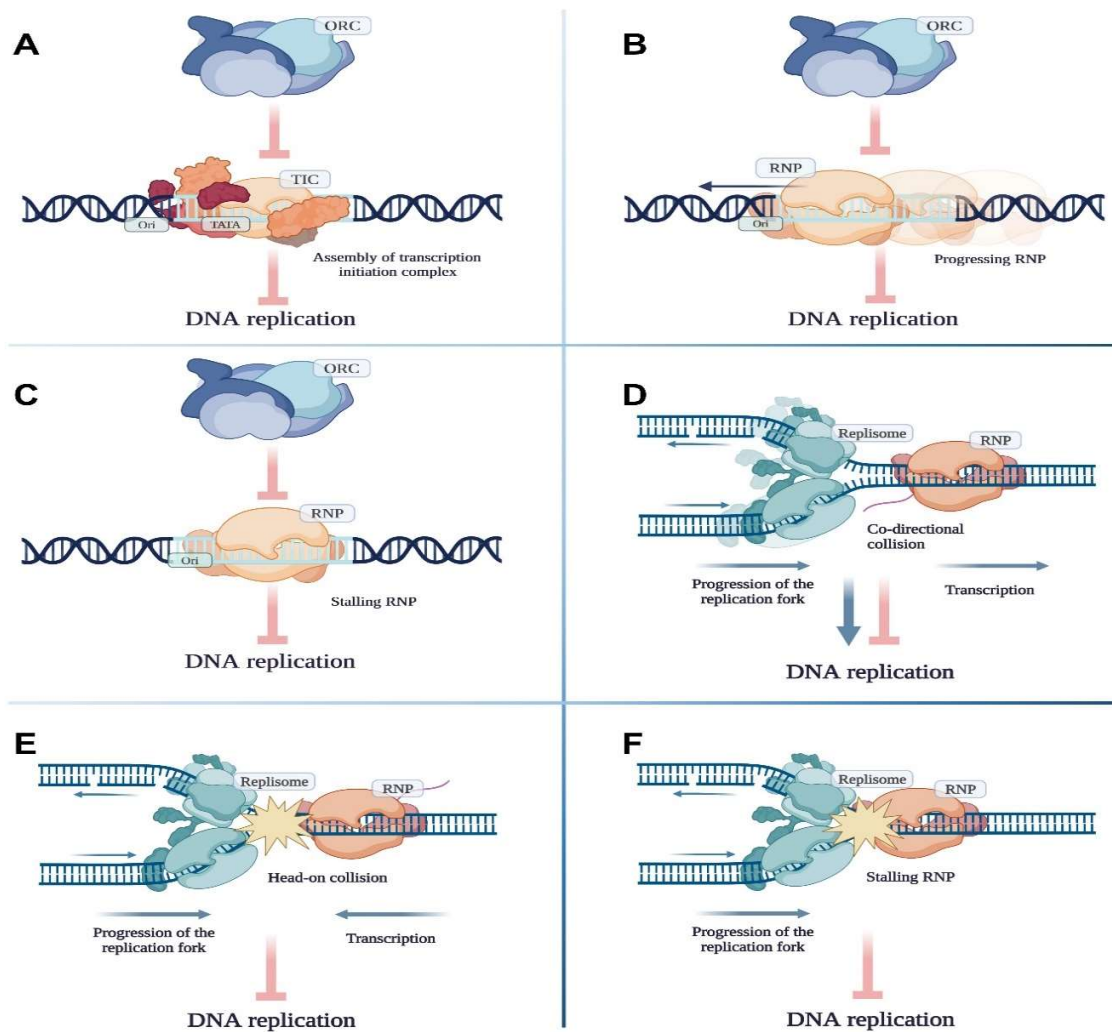 A
ORC
TIC
Ori
TATA
Assembly of transcription
initiation complex
DNA replication
B
ORC
RNP
Ori
Progressing RNP
DNA replication
C
ORC
RNP
Ori
Stalling RNP
DNA replication
D
Replisome
RNP
Co-directional
collision
Progression of the
replication fork
Transcription
DNA replication
E
Replisome
RNP
Head-on collision
Progression of the
replication fork
Transcription
DNA replication
F
Replisome
RNP
Stalling RNP
Progression of the
replication fork
DNA replication